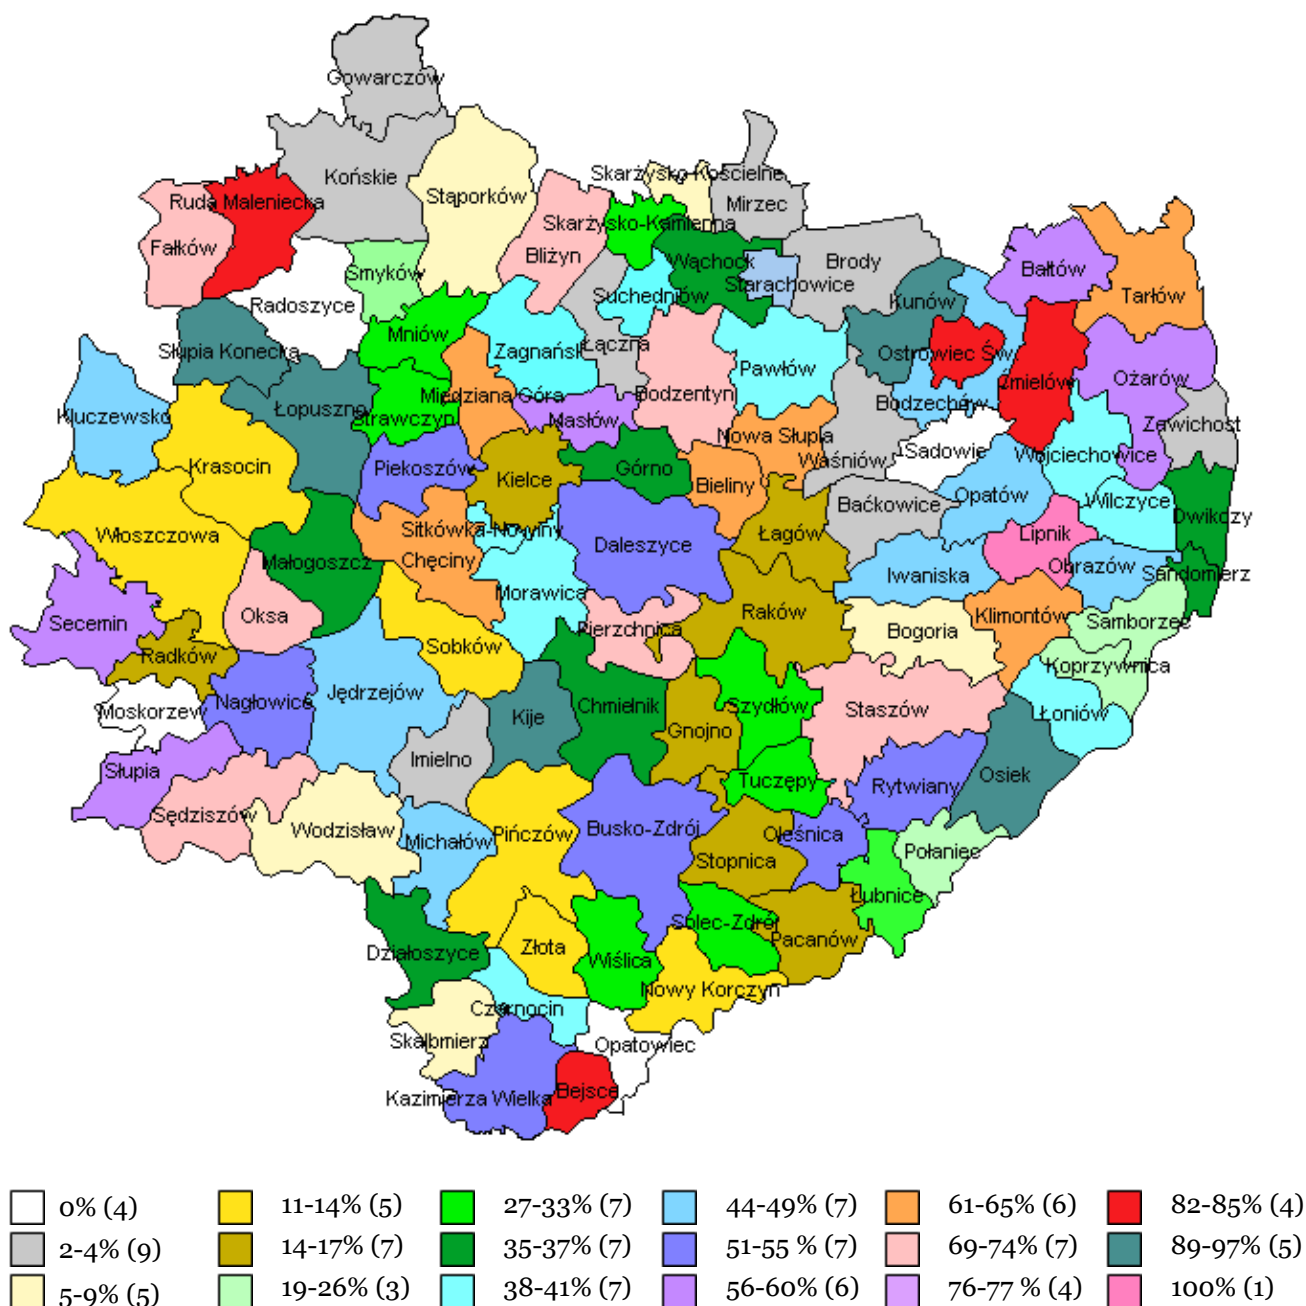 Gowarczów
Końskie
Stąporków
Skarżysko Kościelne
Mirzec
Ruda Maleniecka
Fałków
Skarżysko-Kamienna
Bliżyn
Smyków
Wąchock
Brody
Bałtów
Starachowice
Suchedniów
Tarłów
Radoszyce
Kunów
Mniów
Słupia Konecka
Zagnańsk
Łączna
Ostrowiec Św.
Pawłów
Ożarów
Ćmielów
Miedziana Góra
Bodzentyn
Bodzechów
Kluczewsko
Łopuszno
Strawczyn
Masłów
Zawichost
Nowa Słupia
Sadowie
Wojciechowice
Krasocin
Piekoszów
Górno
Waśniów
Kielce
Bieliny
Opatów
Wilczyce
Baćkowice
Dwikozy
Włoszczowa
Sitkówka-Nowiny
Daleszyce
Łagów
Lipnik
Małogoszcz
Chęciny
Iwaniska
Obrazów
Sandomierz
Morawica
Secemin
Oksa
Raków
Klimontów
Samborzec
Pierzchnica
Bogoria
Sobków
Radków
Koprzywnica
Jędrzejów
Nagłowice
Moskorzew
Kije
Chmielnik
Szydłów
Staszów
Łoniów
Gnojno
Imielno
Słupia
Tuczępy
Rytwiany
Osiek
Sędziszów
Wodzisław
Michałów
Pińczów
Busko-Zdrój
Oleśnica
Stopnica
Połaniec
Łubnice
Solec-Zdrój
Działoszyce
Złota
Wiślica
Pacanów
Nowy Korczyn
Czarnocin
Skalbmierz
Opatowiec
Kazimierza Wielka
Bejsce
0% (4) 11-14% (5) 27-33% (7) 44-49% (7) 61-65% (6) 82-85% (4)
2-4% (9) 14-17% (7) 35-37% (7) 51-55 % (7) 69-74% (7) 89-97% (5)
5-9% (5) 19-26% (3) 38-41% (7) 56-60% (6) 76-77 % (4) 100% (1)